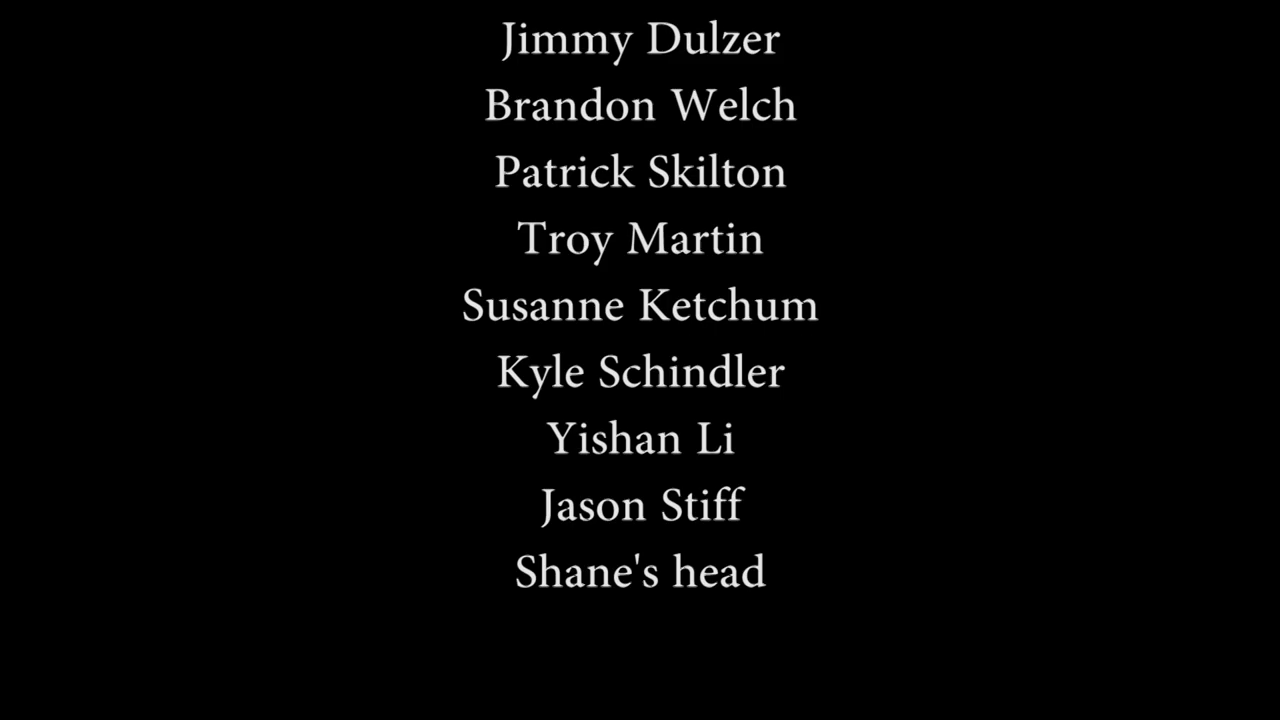 Jimmy Dulzer
Brandon Welch
Patrick Skilton
Troy Martin
Susanne Ketchum
Kyle Schindler
Yishan Li
Jason Stiff
Shane's head